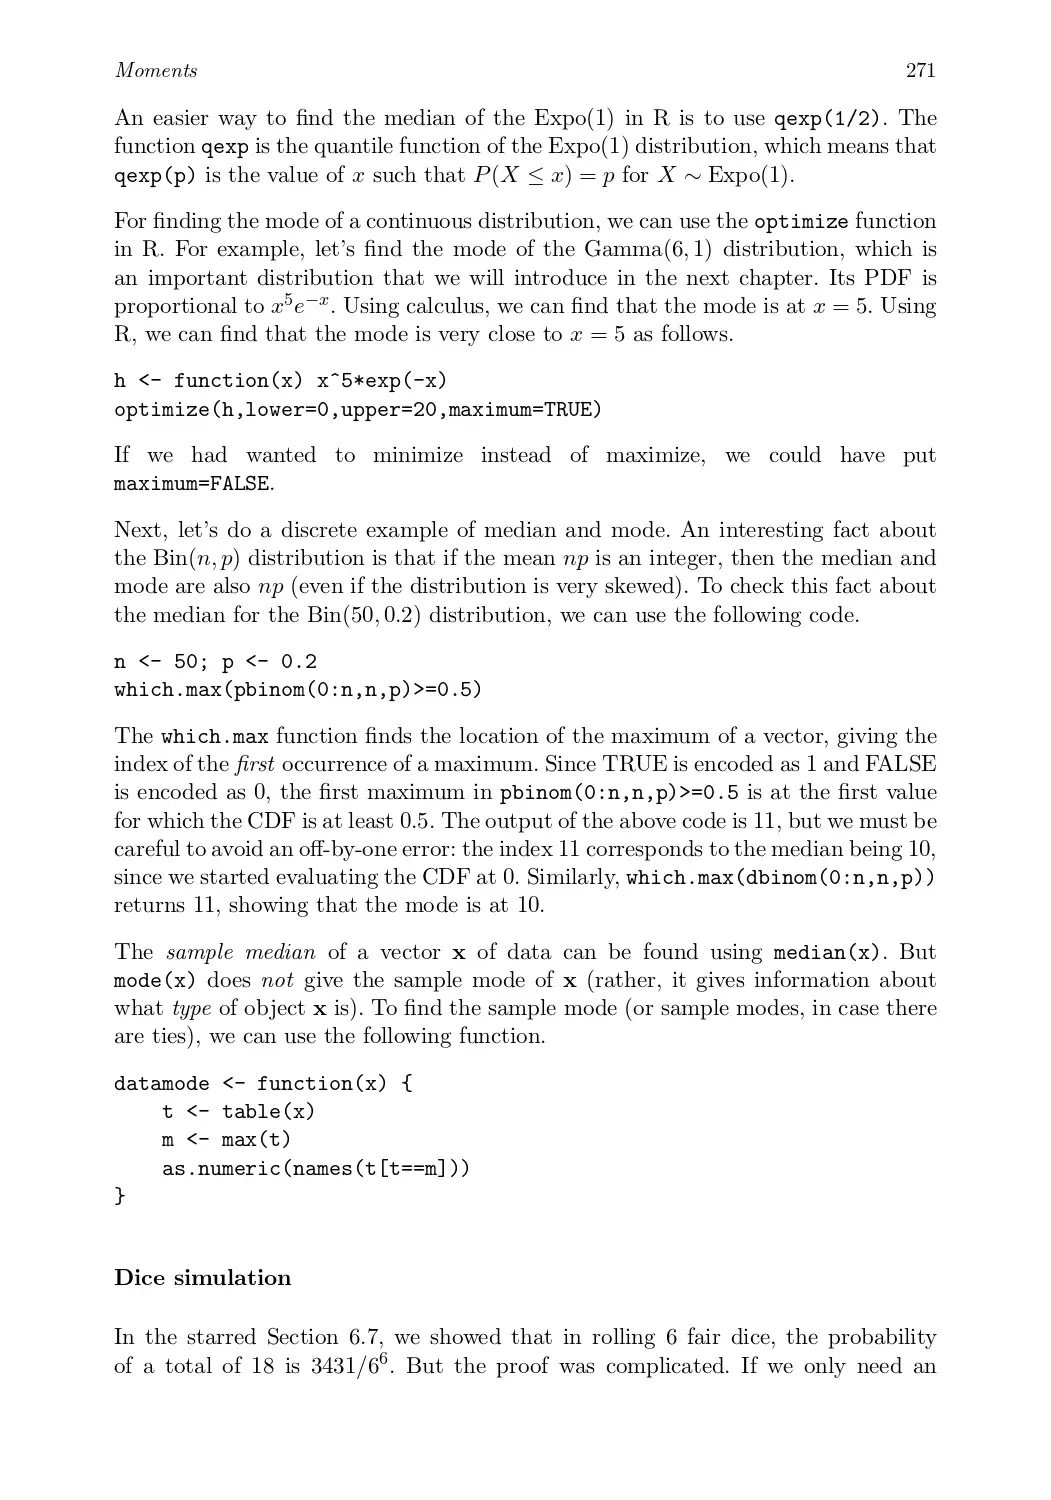 Moments 271
An easier way to find the median of the Expo(1) in R is to use qexp(1/2). The
function qexp is the quantile function of the Expo(1) distribution, which means that
qexp(p) is the value of x such that P(X ≤ x) = p for X ∼ Expo(1).
For finding the mode of a continuous distribution, we can use the optimize function
in R. For example, let's find the mode of the Gamma(6, 1) distribution, which is
an important distribution that we will introduce in the next chapter. Its PDF is
proportional to x⁵e⁻ˣ. Using calculus, we can find that the mode is at x = 5. Using
R, we can find that the mode is very close to x = 5 as follows.
h <- function(x) x^5*exp(-x)
optimize(h,lower=0,upper=20,maximum=TRUE)
If we had wanted to minimize instead of maximize, we could have put
maximum=FALSE.
Next, let's do a discrete example of median and mode. An interesting fact about
the Bin(n, p) distribution is that if the mean np is an integer, then the median and
mode are also np (even if the distribution is very skewed). To check this fact about
the median for the Bin(50, 0.2) distribution, we can use the following code.
n <- 50; p <- 0.2
which.max(pbinom(0:n,n,p)>=0.5)
The which.max function finds the location of the maximum of a vector, giving the
index of the first occurrence of a maximum. Since TRUE is encoded as 1 and FALSE
is encoded as 0, the first maximum in pbinom(0:n,n,p)>=0.5 is at the first value
for which the CDF is at least 0.5. The output of the above code is 11, but we must be
careful to avoid an off-by-one error: the index 11 corresponds to the median being 10,
since we started evaluating the CDF at 0. Similarly, which.max(dbinom(0:n,n,p))
returns 11, showing that the mode is at 10.
The sample median of a vector x of data can be found using median(x). But
mode(x) does not give the sample mode of x (rather, it gives information about
what type of object x is). To find the sample mode (or sample modes, in case there
are ties), we can use the following function.
datamode <- function(x) {
    t <- table(x)
    m <- max(t)
    as.numeric(names(t[t==m]))
}
Dice simulation
In the starred Section 6.7, we showed that in rolling 6 fair dice, the probability
of a total of 18 is 3431/6⁶. But the proof was complicated. If we only need an